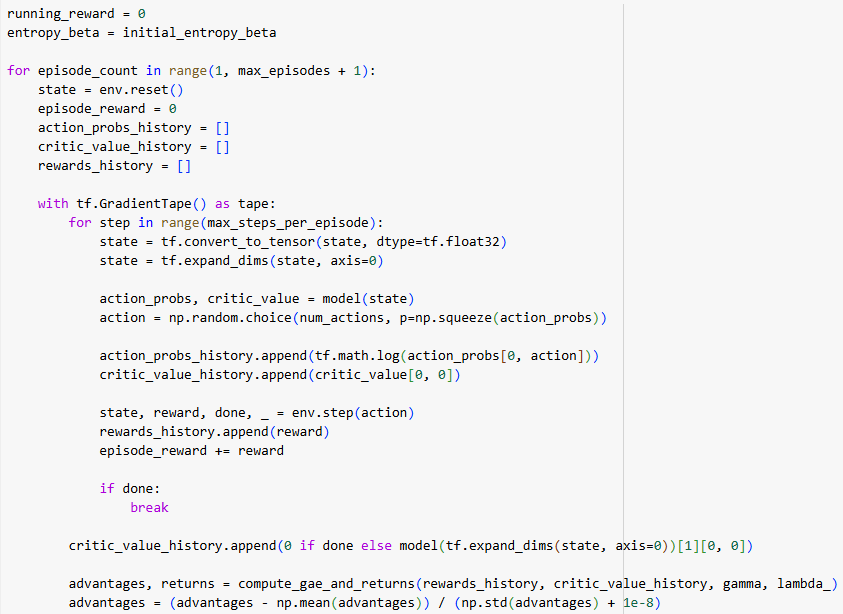 running_reward = 0
entropy_beta = initial_entropy_beta
for episode_count in range(1, max_episodes + 1):
    state = env.reset()
    episode_reward = 0
    action_probs_history = []
    critic_value_history = []
    rewards_history = []
    with tf.GradientTape() as tape:
        for step in range(max_steps_per_episode):
            state = tf.convert_to_tensor(state, dtype=tf.float32)
            state = tf.expand_dims(state, axis=0)
            action_probs, critic_value = model(state)
            action = np.random.choice(num_actions, p=np.squeeze(action_probs))
            action_probs_history.append(tf.math.log(action_probs[0, action]))
            critic_value_history.append(critic_value[0, 0])
            state, reward, done, _ = env.step(action)
            rewards_history.append(reward)
            episode_reward += reward
            if done:
                break
        critic_value_history.append(0 if done else model(tf.expand_dims(state, axis=0))[1][0, 0])
        advantages, returns = compute_gae_and_returns(rewards_history, critic_value_history, gamma, lambda_)
        advantages = (advantages - np.mean(advantages)) / (np.std(advantages) + 1e-8)